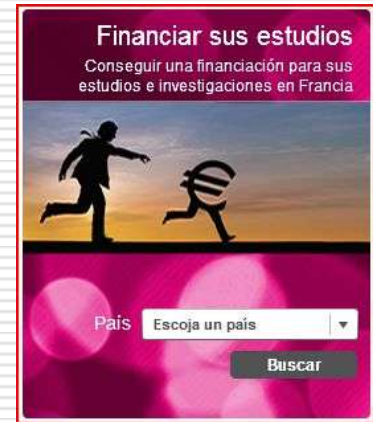 Financiar sus estudios
Conseguir una financiación para sus
estudios e investigaciones en Francia
País Escoja un país
Buscar